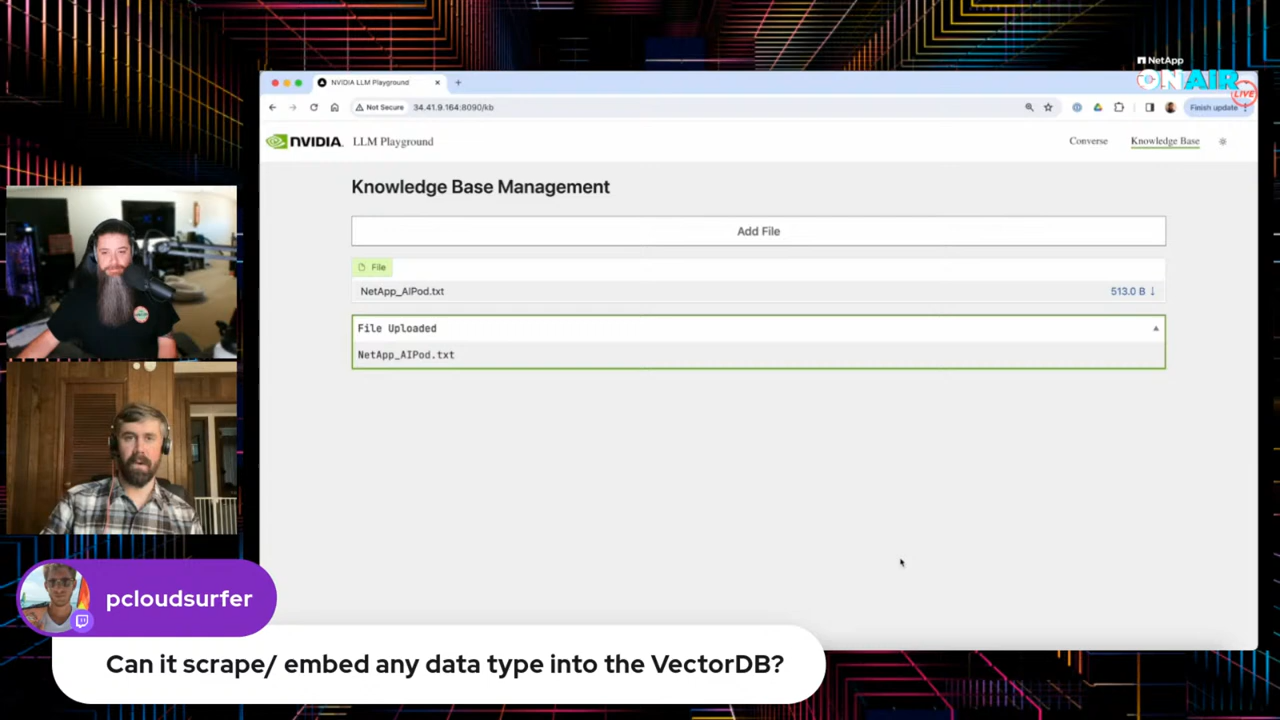 NetApp
ONAIR
LIVE
NVIDIA LLM Playground
Not Secure
34.41.9.164:8090/kb
Finish update
NVIDIA.
LLM Playground
Converse
Knowledge Base
Knowledge Base Management
Add File
File
NetApp_AIPod.txt
513.0 B ↓
File Uploaded
NetApp_AIPod.txt
pcloudsurfer
Can it scrape/ embed any data type into the VectorDB?